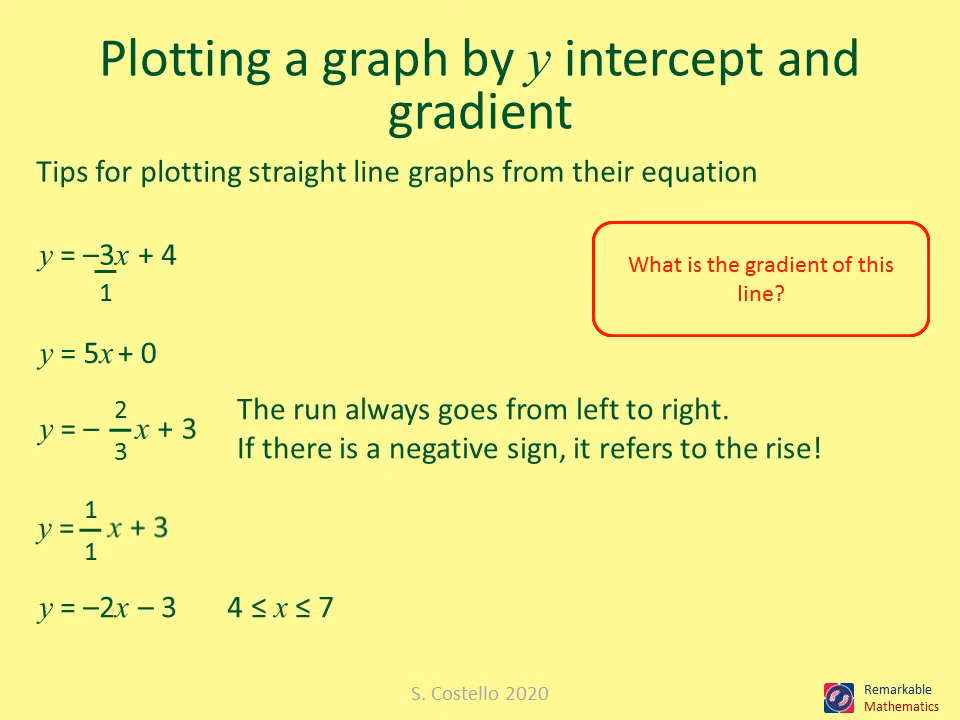 Plotting a graph by y intercept and
gradient
Tips for plotting straight line graphs from their equation
y = –3x + 4
1
What is the gradient of this
line?
y = 5x + 0
y = – 2/3 x + 3
The run always goes from left to right.
If there is a negative sign, it refers to the rise!
y = 1/1 x + 3
y = –2x – 3 4 ≤ x ≤ 7
S. Costello 2020
Remarkable
Mathematics